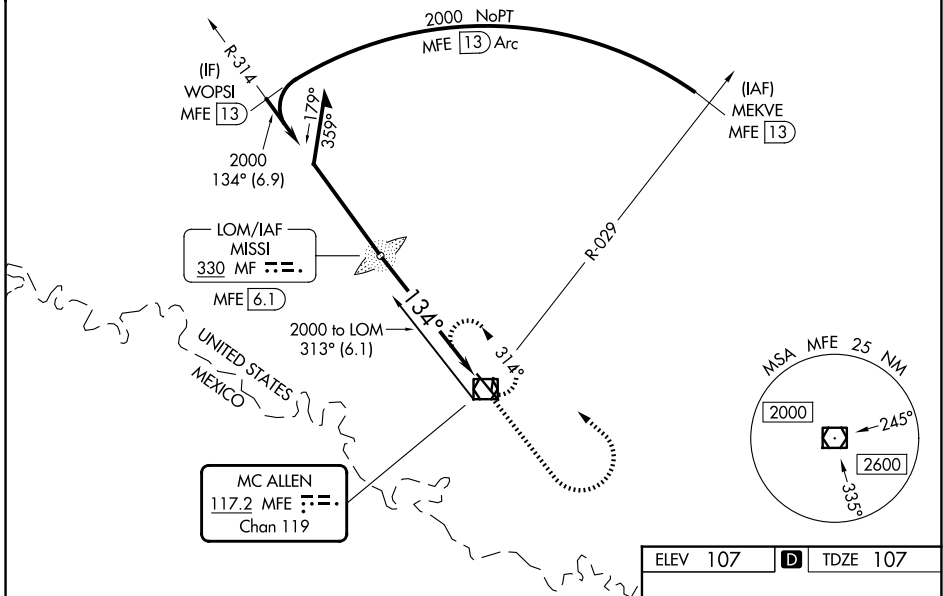 2000 NoPT
MFE 13 Arc
R-314
(IF)
WOPSI
MFE 13
179°
359°
(IAF)
MEKVE
MFE 13
2000
134° (6.9)
R-029
LOM/IAF
MISSI
330 MF
MFE 6.1
134°
2000 to LOM
313° (6.1)
314°
UNITED STATES
MEXICO
MSA MFE 25 NM
2000
245°
2600
335°
MC ALLEN
117.2 MFE
Chan 119
ELEV 107 D TDZE 107